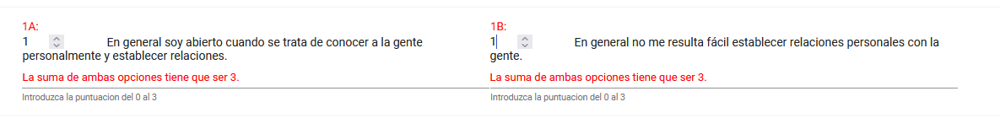 1A:
1 En general soy abierto cuando se trata de conocer a la gente
personalmente y establecer relaciones.
La suma de ambas opciones tiene que ser 3.
Introduzca la puntuacion del 0 al 3
1B:
1 En general no me resulta fácil establecer relaciones personales con la
gente.
La suma de ambas opciones tiene que ser 3.
Introduzca la puntuacion del 0 al 3